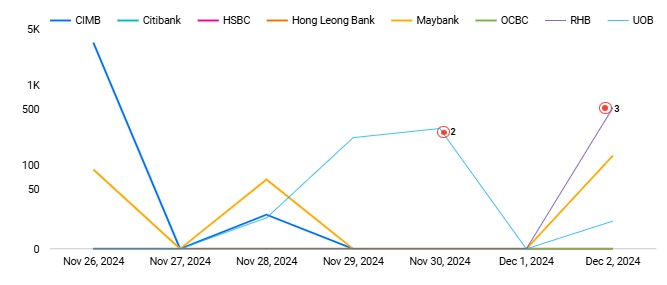 CIMB Citibank HSBC Hong Leong Bank Maybank OCBC RHB UOB
5K
1K
500
3
2
100
50
0
Nov 26, 2024 Nov 27, 2024 Nov 28, 2024 Nov 29, 2024 Nov 30, 2024 Dec 1, 2024 Dec 2, 2024